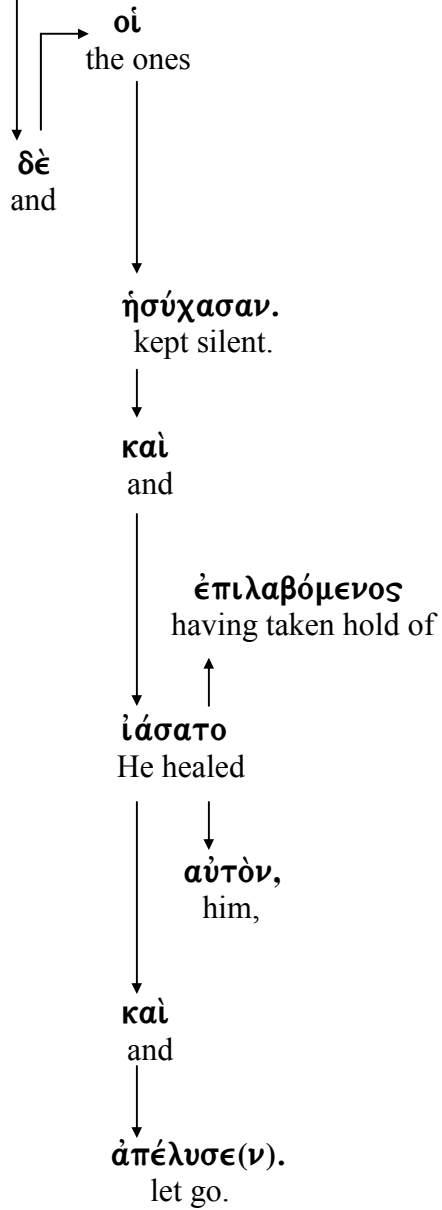 οἱ
the ones
δὲ
and
ἡσύχασαν.
kept silent.
καὶ
and
ἐπιλαβόμενος
having taken hold of
ἰάσατο
He healed
αὐτὸν,
him,
καὶ
and
ἀπέλυσε(ν).
let go.